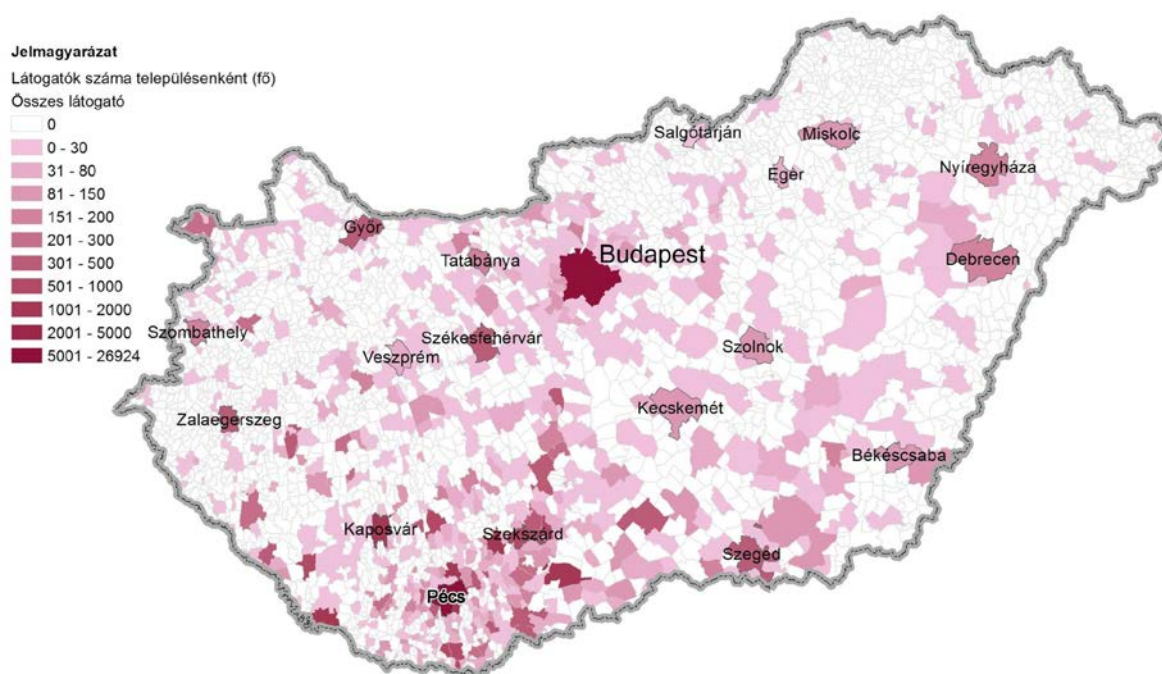 Jelmagyarázat
Látogatók száma településenként (fő)
Összes látogató
0
0 - 30
31 - 80
81 - 150
151 - 200
201 - 300
301 - 500
501 - 1000
1001 - 2000
2001 - 5000
5001 - 26924
Salgótarján
Miskolc
Eger
Nyíregyháza
Győr
Tatabánya
Budapest
Debrecen
Szombathely
Székesfehérvár
Veszprém
Szolnok
Kecskemét
Zalaegerszeg
Békéscsaba
Kaposvár
Szekszárd
Szeged
Pécs